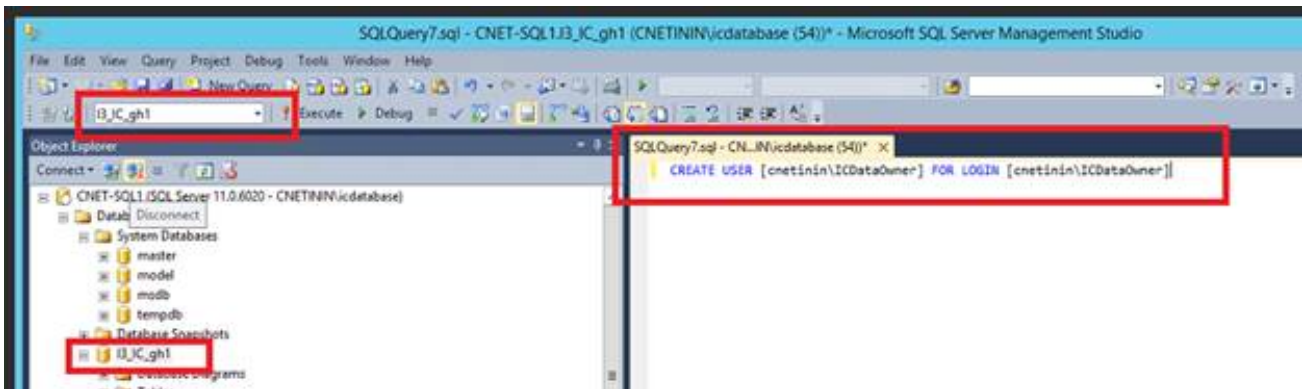 SQLQuery7.sql - CNET-SQL1.I3_IC_gh1 (CNETININ\icdatabase (54))* - Microsoft SQL Server Management Studio
File Edit View Query Project Debug Tools Window Help
New Query
I3_IC_gh1 Execute Debug
Object Explorer
SQLQuery7.sql - CN...IN\icdatabase (54))* ×
Connect
CREATE USER [cnetinin\ICDataOwner] FOR LOGIN [cnetinin\ICDataOwner]
CNET-SQL1 (SQL Server 11.0.6020 - CNETININ\icdatabase)
Datab Disconnect
System Databases
master
model
msdb
tempdb
Database Snapshots
I3_IC_gh1
Database Diagrams